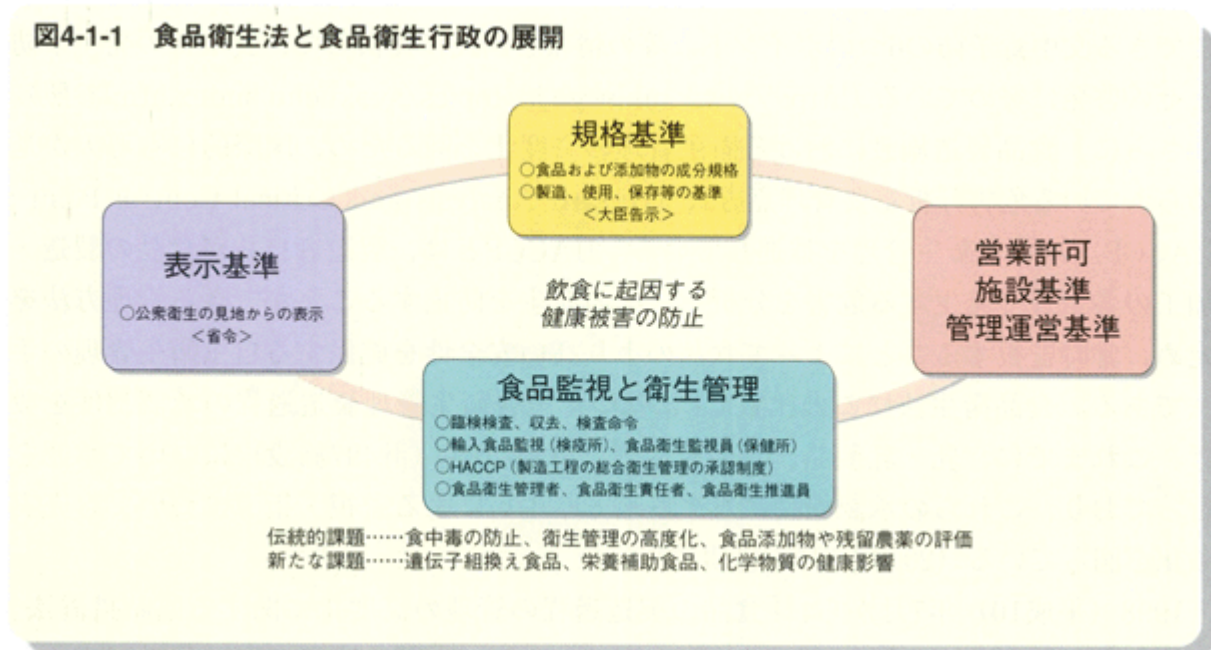 図4-1-1　食品衛生法と食品衛生行政の展開
規格基準
○食品および添加物の成分規格
○製造、使用、保存等の基準
＜大臣告示＞
表示基準
○公衆衛生の見地からの表示
＜省令＞
営業許可
施設基準
管理運営基準
飲食に起因する
健康被害の防止
食品監視と衛生管理
○臨検検査、収去、検査命令
○輸入食品監視（検疫所）、食品衛生監視員（保健所）
○HACCP（製造工程の総合衛生管理の承認制度）
○食品衛生管理者、食品衛生責任者、食品衛生推進員
伝統的課題……食中毒の防止、衛生管理の高度化、食品添加物や残留農薬の評価
新たな課題……遺伝子組換え食品、栄養補助食品、化学物質の健康影響